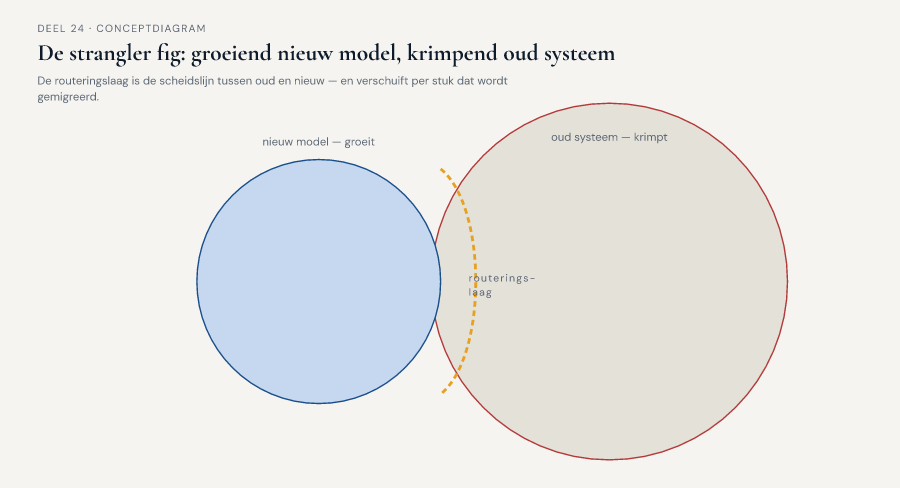 DEEL 24 · CONCEPTDIAGRAM
De strangler fig: groeiend nieuw model, krimpend oud systeem
De routeringslaag is de scheidslijn tussen oud en nieuw — en verschuift per stuk dat wordt
gemigreerd.
oud systeem — krimpt
nieuw model — groeit
routerings-
laag